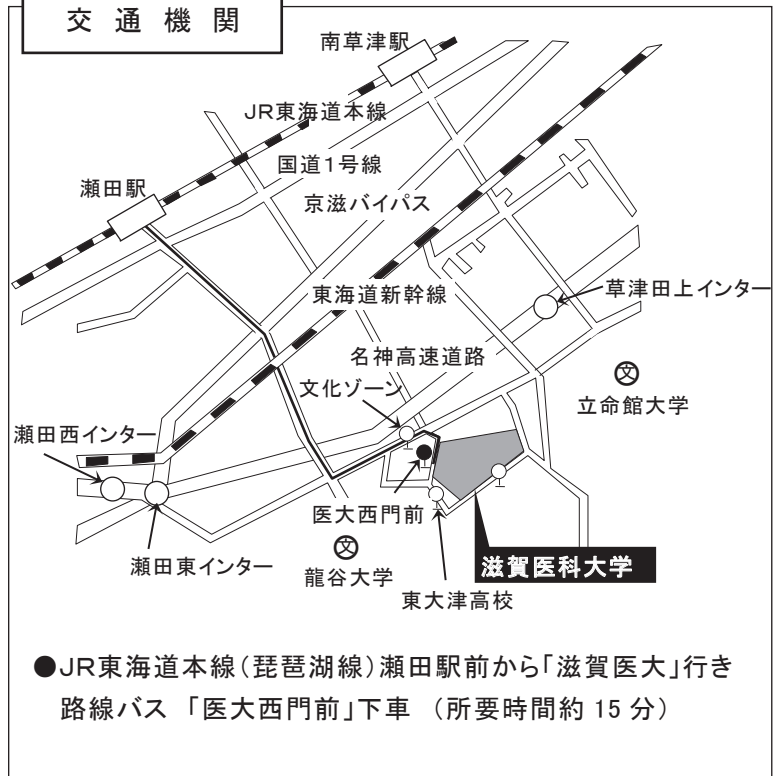 交通機関
南草津駅
JR東海道本線
国道1号線
瀬田駅
京滋バイパス
東海道新幹線
草津田上インター
名神高速道路
文
文化ゾーン
立命館大学
瀬田西インター
医大西門前
文
瀬田東インター
龍谷大学
滋賀医科大学
東大津高校
●JR東海道本線(琵琶湖線)瀬田駅前から「滋賀医大」行き
路線バス 「医大西門前」下車 (所要時間約 15 分)